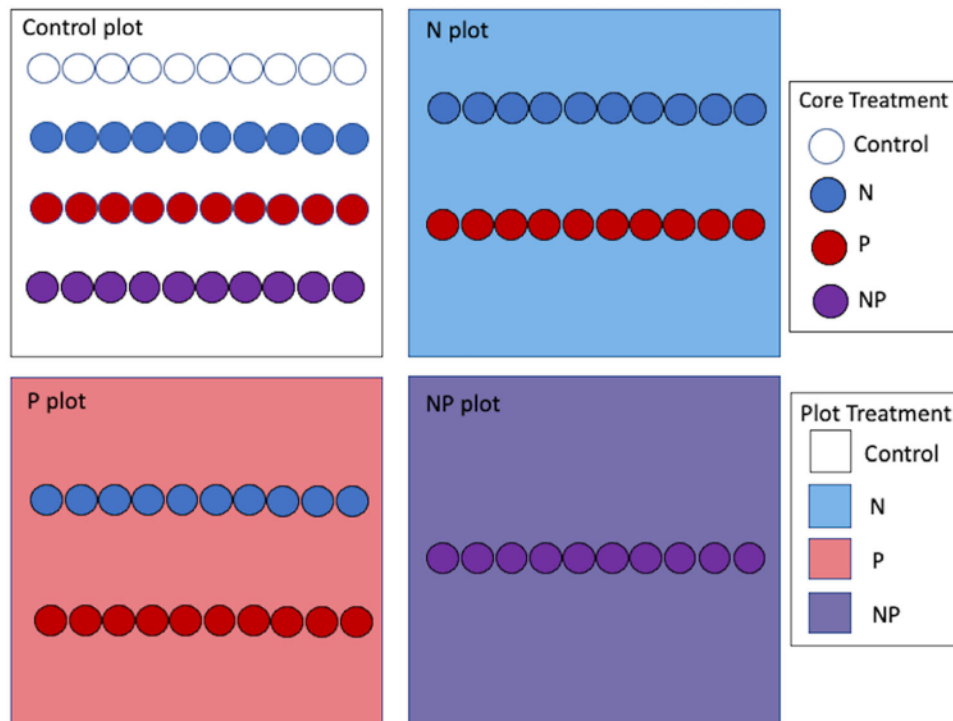 Control plot
N plot
Core Treatment
Control
N
P
NP
P plot
NP plot
Plot Treatment
Control
N
P
NP